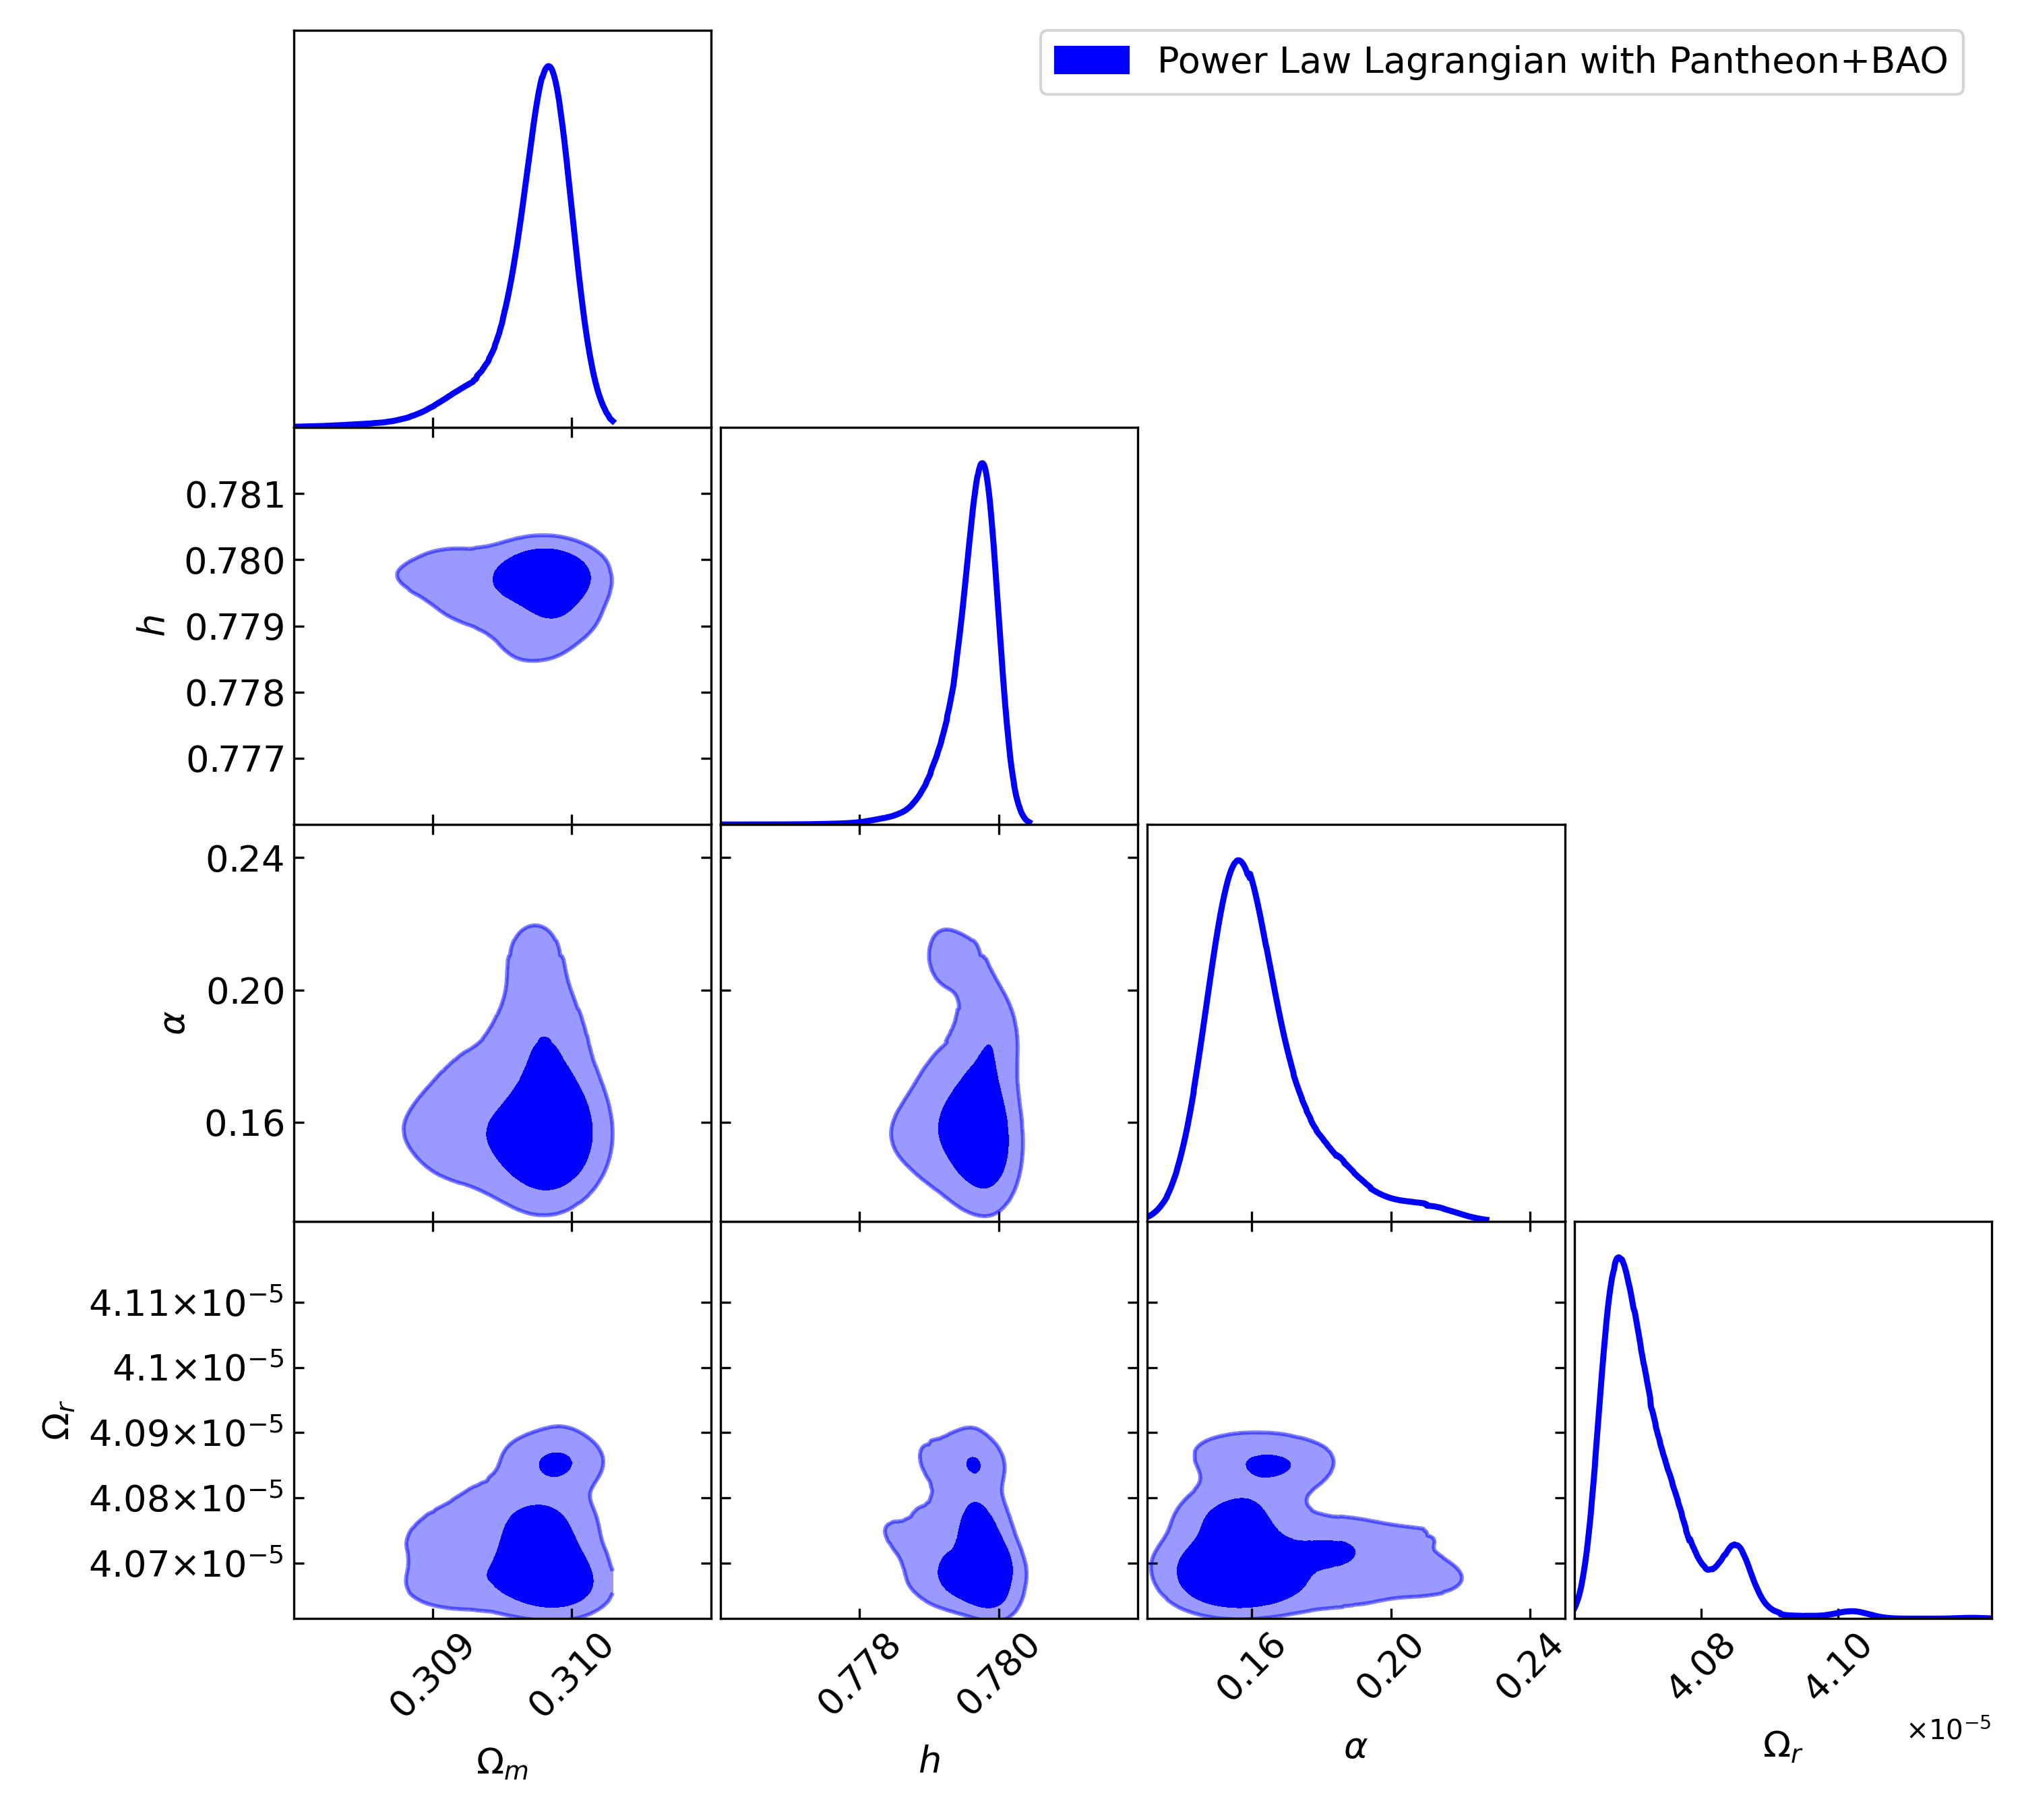 Power Law Lagrangian with Pantheon+BAO
0.781
0.780
0.779
0.778
0.777
h
0.24
0.20
0.16
α
4.11×10⁻⁵
4.1×10⁻⁵
4.09×10⁻⁵
4.08×10⁻⁵
4.07×10⁻⁵
Ωᵣ
0.309 0.310 0.778 0.780 0.16 0.20 0.24 4.08 4.10
×10⁻⁵
Ωₘ h α Ωᵣ